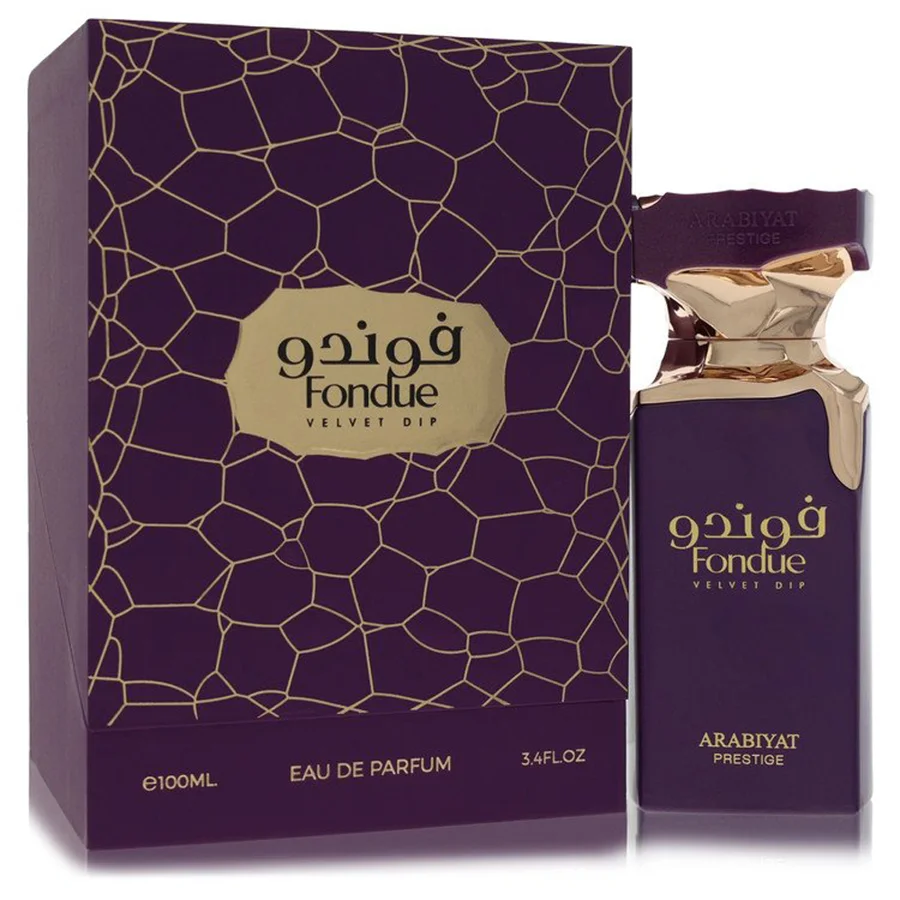 فوندو
Fondue
VELVET DIP
e100ML
EAU DE PARFUM
3.4FL.OZ
ARABIYAT
PRESTIGE
فوندو
Fondue
VELVET DIP
ARABIYAT
PRESTIGE